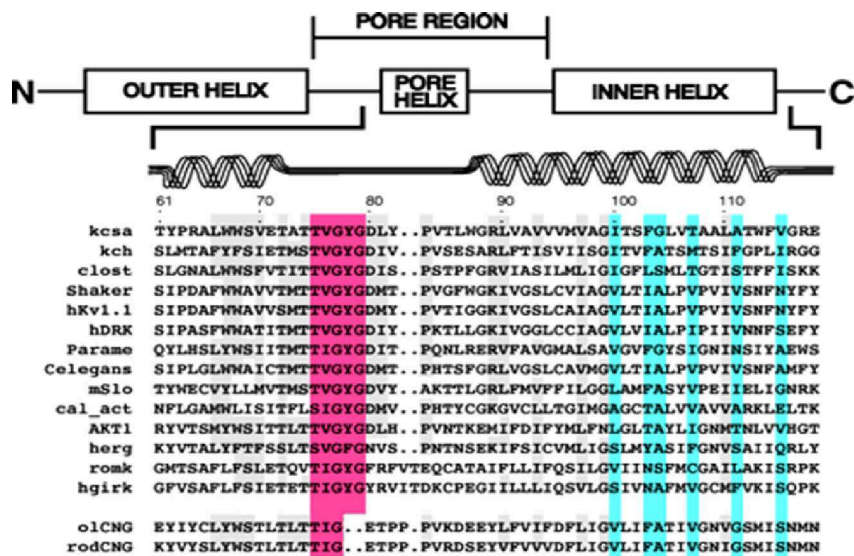 PORE REGION
N OUTER HELIX PORE HELIX INNER HELIX C
61 70 80 90 100 110
kcsa TYPRALWWSVETATTVGYGDLY..PVTLWGRLVAVVVMVAGITSFGLVTAALATWFVGRE
kch SLMTAFYFSIETMSTVGYGDIV..PVSESARLFTISVIISGITVFATSMTSIFGPLIRGG
clost SLGNALWWSFVTITTVGYGDIS..PSTPFGRVIASILMLIGIGFLSMLTGTISTFFISKK
Shaker SIPDAFWWAVVTMTTVGYGDMT..PVGFWGKIVGSLCVIAGVLTIALPVPVIVSNFNYFY
hKv1.1 SIPDAFWWAVVSMTTVGYGDMY..PVTIGGKIVGSLCAIAGVLTIALPVPVIVSNFNYFY
hDRK SIPASFWWATITMTTVGYGDIY..PKTLLGKIVGGLCCIAGVLVIALPIPIIVNNFSEFY
Parame QYLHSLYWSIITMTTIGYGDIT..PQNLRERVFAVGMALSAVGVFGYSIGNINSIYAEWS
Celegans SIPLGLWWAICTMTTVGYGDMT..PHTSFGRLVGSLCAVMGVLTIALPVPVIVSNFAMFY
mSlo TYWECVYLLMVTMSTVGYGDVY..AKTTLGRLFMVFFILGGLAMFASYVPEIIELIGNRK
cal_act NFLGAMWLISITFLSIGYGDMV..PHTYCGKGVCLLTGIMGAGCTALVVAVVARKLELTK
AKT1 RYVTSMYWSITTLTTVGYGDLH..PVNTKEMIFDIFYMLFNLGLTAYLIGNMTNLVVHGT
herg KYVTALYFTFSSLTSVGFGNVS..PNTNSEKIFSICVMLIGSLMYASIFGNVSAIIQRLY
romk GMTSAFLFSLETQVTIGYGFRFVTEQCATAIFLLIFQSILGVIINSFMCGAILAKISRPK
hgirk GFVSAFLFSIETETTIGYGYRVITDKCPEGIILLLIQSVLGSIVNAFMVGCMFVKISQPK
olCNG EYIYCLYWSTLTLTTIG..ETPP.PVKDEEYLFVIFDFLIGVLIFATIVGNVGSMISNMN
rodCNG KYVYSLYWSTLTLTTIG..ETPP.PVRDSEYVFVVVDFLIGVLIFATIVGNIGSMISNMN